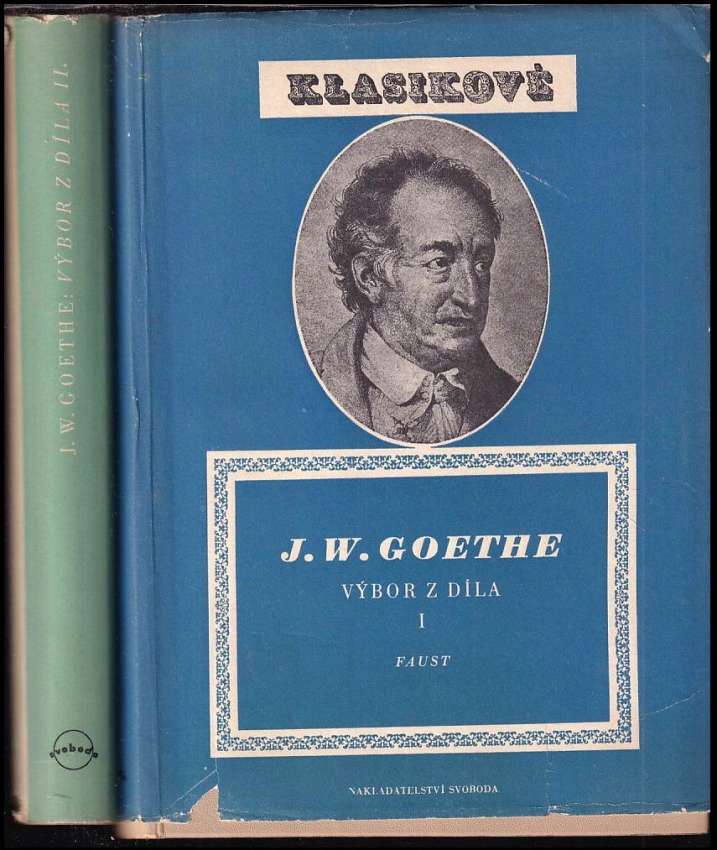 J. W. GOETHE: VÝBOR Z DÍLA II.
svoboda
KLASIKOVÉ
J. W. GOETHE
VÝBOR Z DÍLA
I
FAUST
NAKLADATELSTVÍ SVOBODA